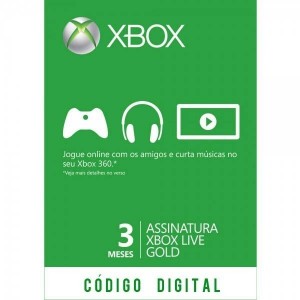 XBOX
Jogue online com os amigos e curta músicas no
seu Xbox 360.*
*Veja mais detalhes no verso
3
MESES
ASSINATURA
XBOX LIVE
GOLD
CÓDIGO DIGITAL